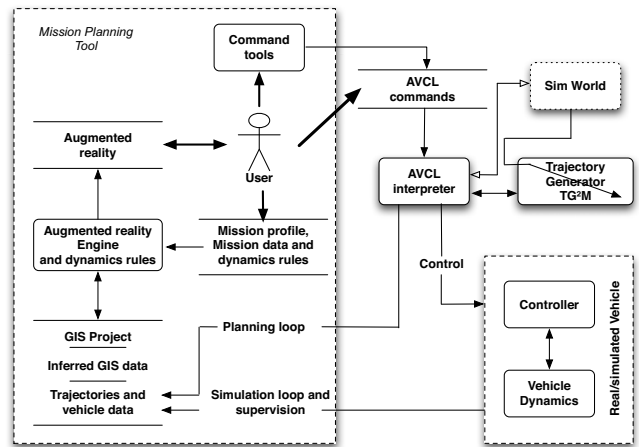 Mission Planning
Tool
Command
tools
AVCL
commands
Sim World
Augmented
reality
User
AVCL
interpreter
Trajectory
Generator
TG²M
Augmented reality
Engine
and dynamics rules
Mission profile,
Mission data and
dynamics rules
Control
GIS Project
Inferred GIS data
Trajectories and
vehicle data
Planning loop
Simulation loop and
supervision
Controller
Vehicle
Dynamics
Real/simulated Vehicle